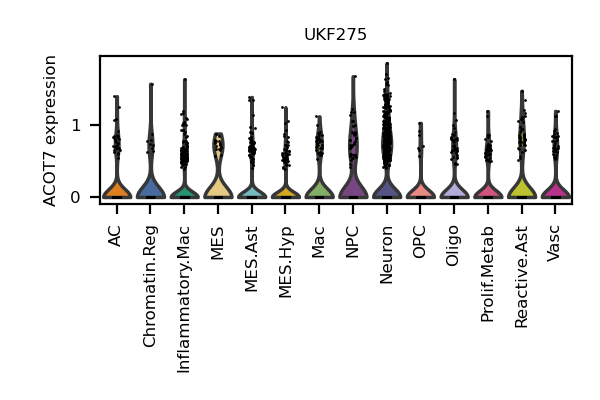 UKF275
ACOT7 expression
1
0
AC
Chromatin.Reg
Inflammatory.Mac
MES
MES.Ast
MES.Hyp
Mac
NPC
Neuron
OPC
Oligo
Prolif.Metab
Reactive.Ast
Vasc